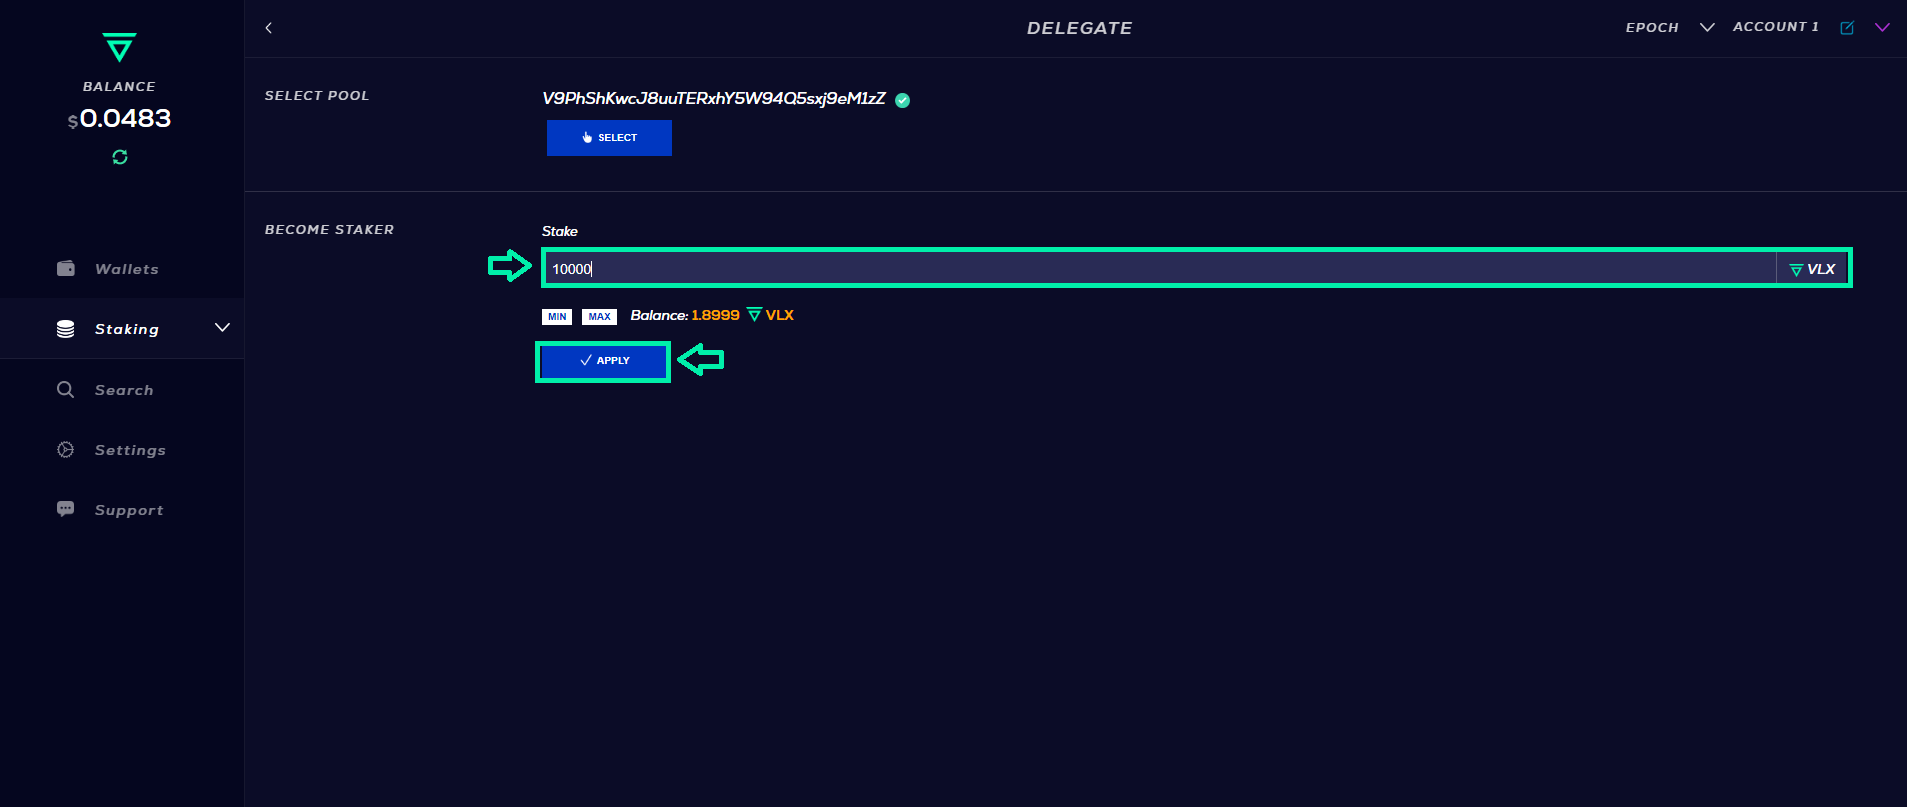 BALANCE
$0.0483
Wallets
Staking
Search
Settings
Support
DELEGATE
EPOCH
ACCOUNT 1
SELECT POOL
V9PhShKwcJ8uuTERxhY5W94Q5sxj9eM1zZ
SELECT
BECOME STAKER
Stake
10000
VLX
MIN MAX Balance: 1.8999 VLX
APPLY